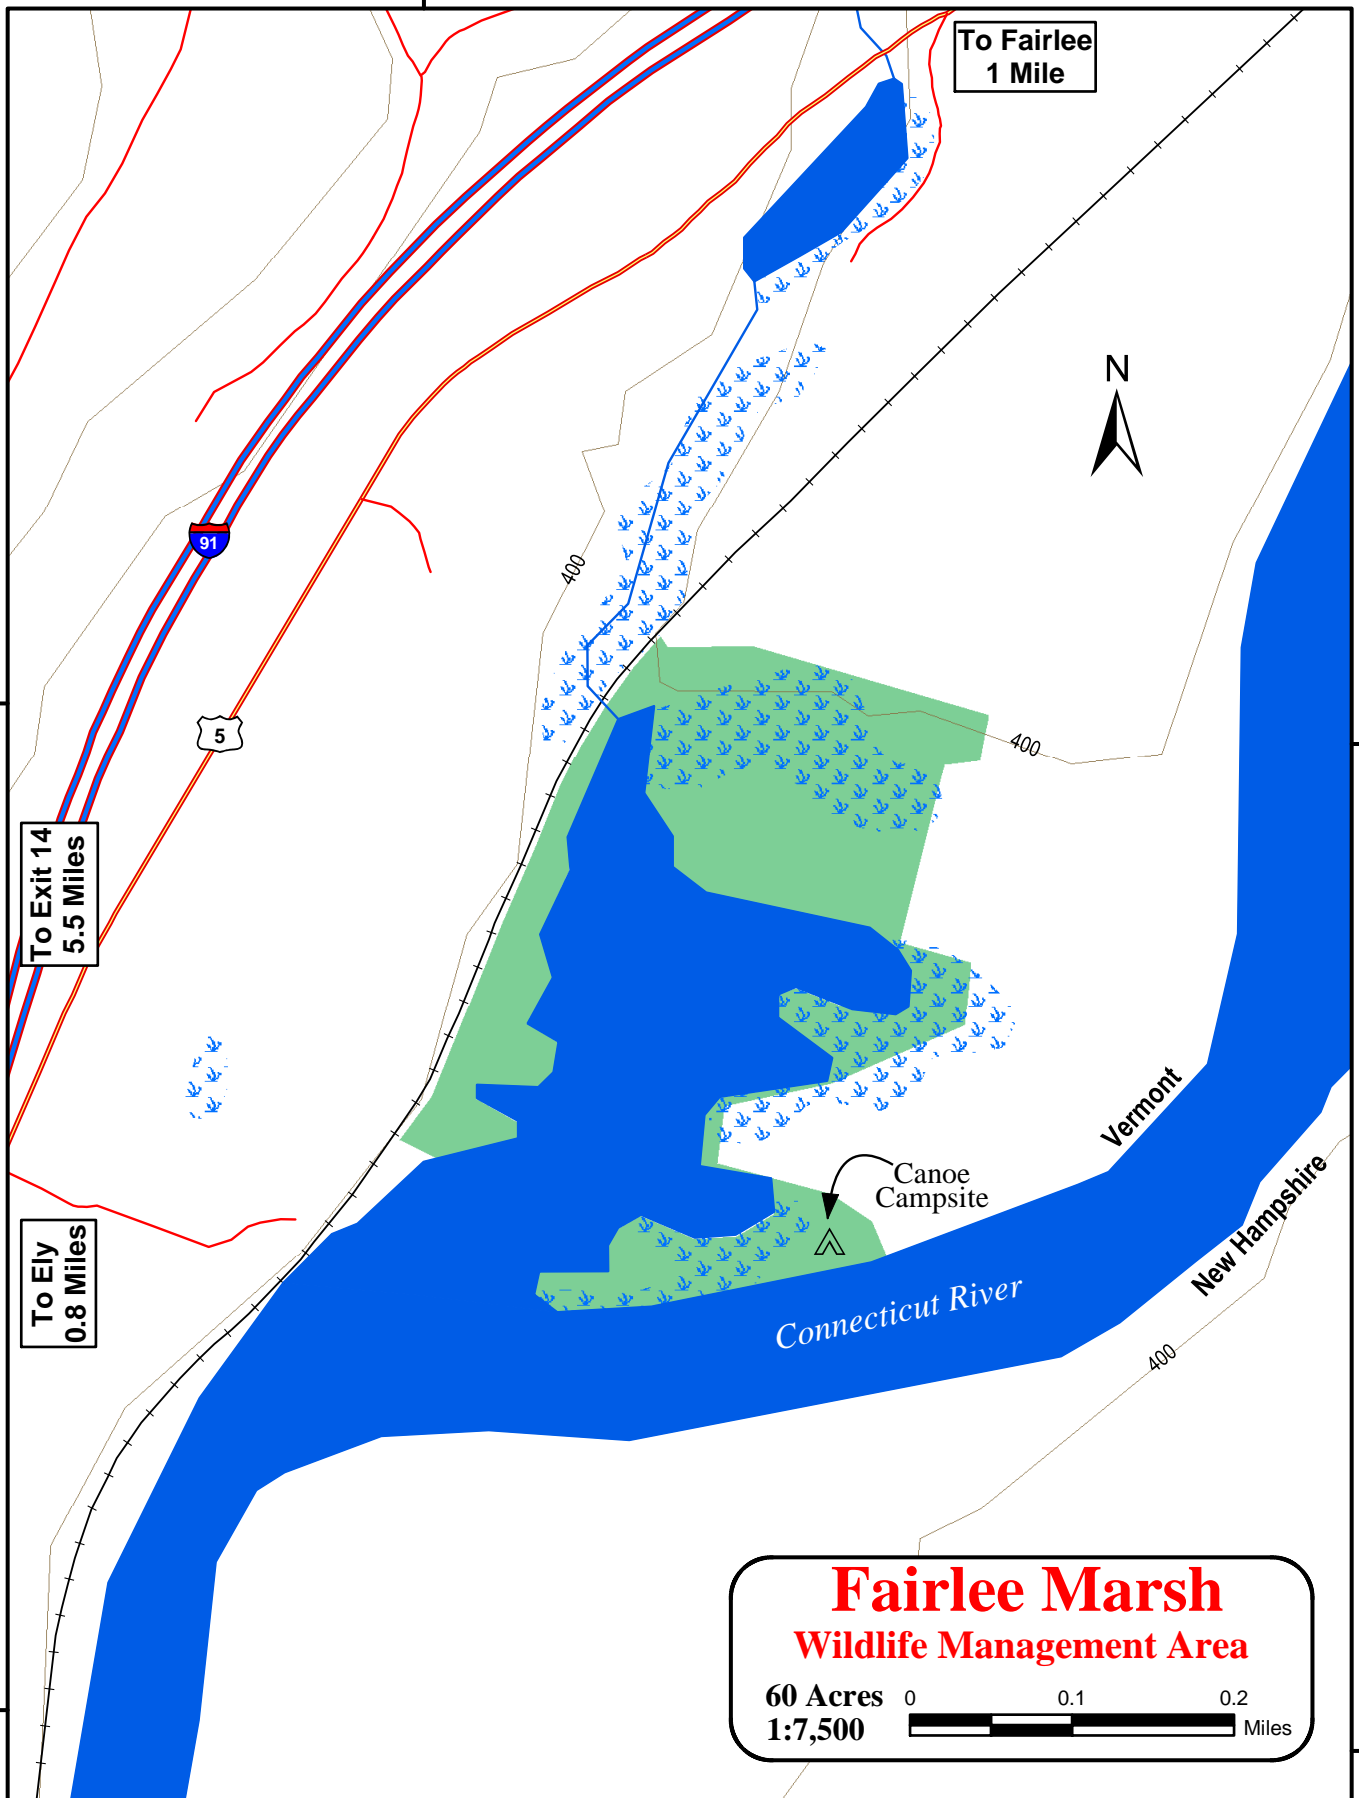 To Fairlee
1 Mile
N
91
400
5
400
To Exit 14
5.5 Miles
Vermont
Canoe
Campsite
New Hampshire
To Ely
0.8 Miles
Connecticut River
400
Fairlee Marsh
Wildlife Management Area
60 Acres
1:7,500
0 0.1 0.2
Miles